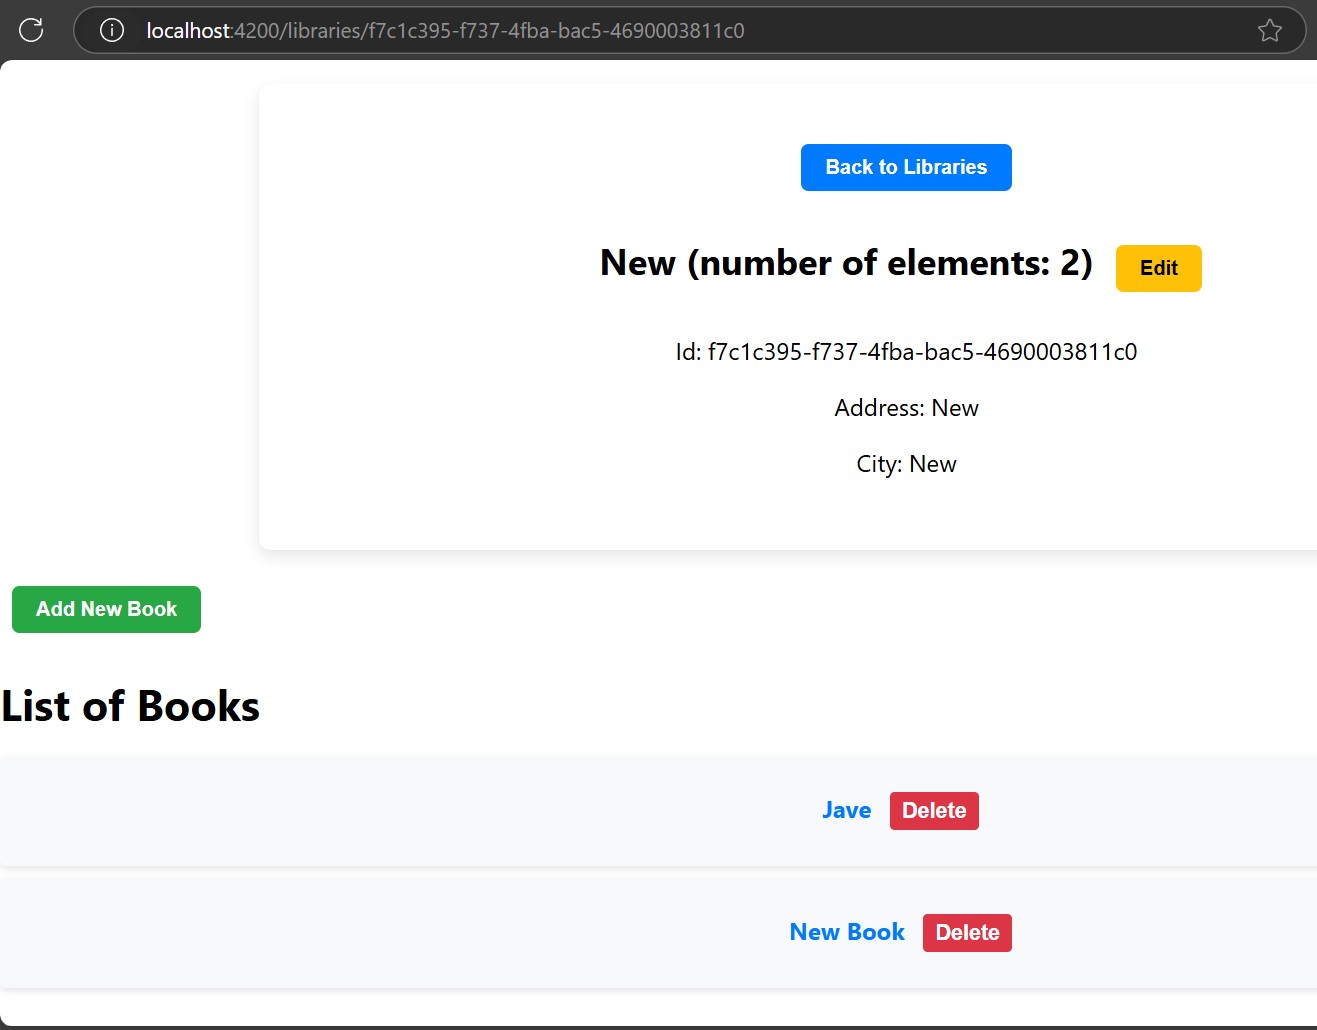 localhost:4200/libraries/f7c1c395-f737-4fba-bac5-4690003811c0
Back to Libraries
New (number of elements: 2) Edit
Id: f7c1c395-f737-4fba-bac5-4690003811c0
Address: New
City: New
Add New Book
List of Books
Jave Delete
New Book Delete